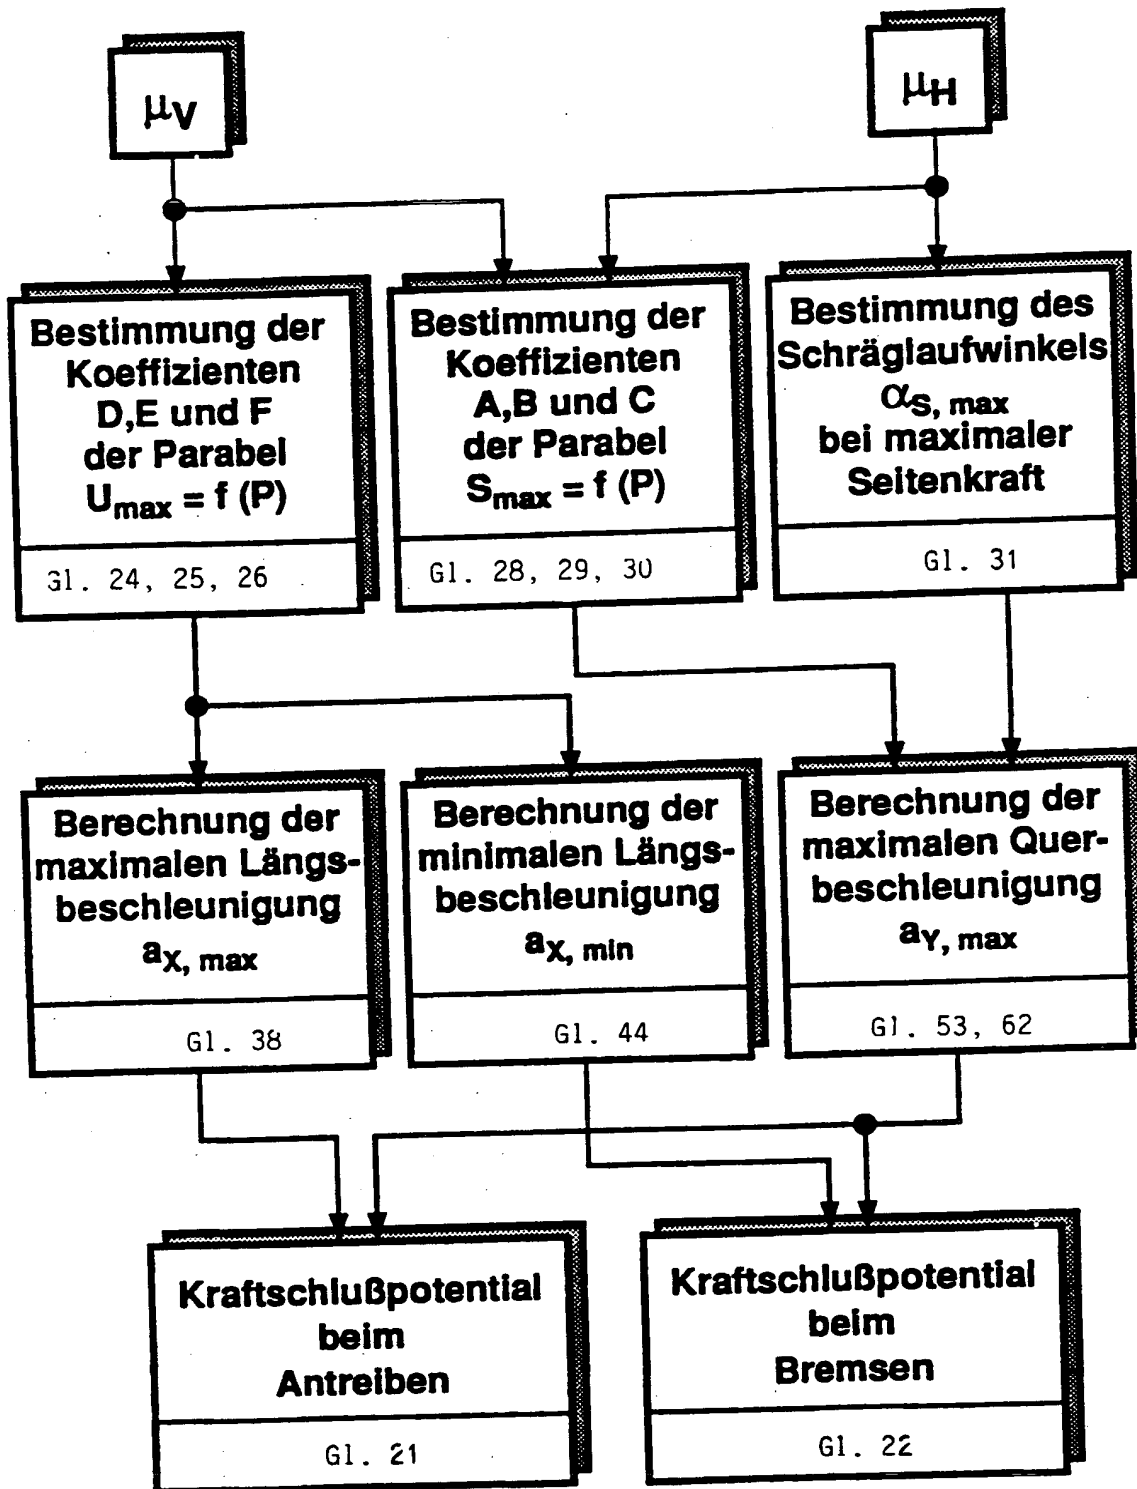 μV
μH
Bestimmung der
Koeffizienten
D,E und F
der Parabel
Umax = f (P)
Gl. 24, 25, 26
Bestimmung der
Koeffizienten
A,B und C
der Parabel
Smax = f (P)
Gl. 28, 29, 30
Bestimmung des
Schräglaufwinkels
αS, max
bei maximaler
Seitenkraft
Gl. 31
Berechnung der
maximalen Längs-
beschleunigung
aX, max
Gl. 38
Berechnung der
minimalen Längs-
beschleunigung
aX, min
Gl. 44
Berechnung der
maximalen Quer-
beschleunigung
aY, max
Gl. 53, 62
Kraftschlußpotential
beim
Antreiben
Gl. 21
Kraftschlußpotential
beim
Bremsen
Gl. 22